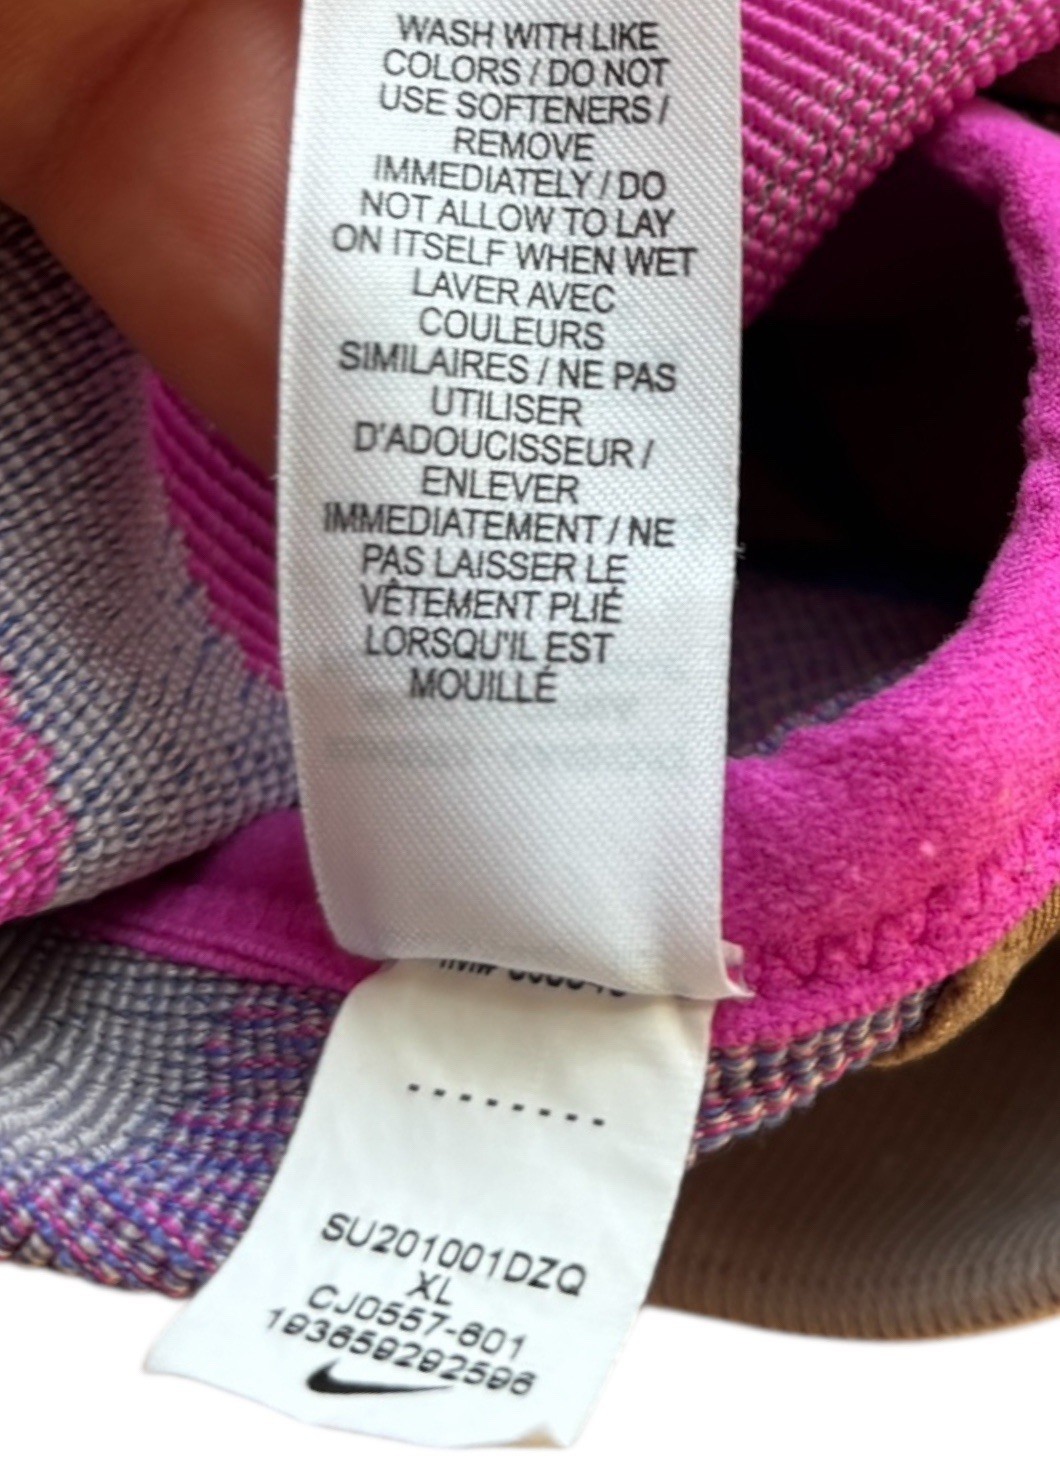 WASH WITH LIKE
COLORS / DO NOT
USE SOFTENERS /
REMOVE
IMMEDIATELY / DO
NOT ALLOW TO LAY
ON ITSELF WHEN WET
LAVER AVEC
COULEURS
SIMILAIRES / NE PAS
UTILISER
D'ADOUCISSEUR /
ENLEVER
IMMEDIATEMENT / NE
PAS LAISSER LE
VÊTEMENT PLIÉ
LORSQU'IL EST
MOUILLÉ
SU201001DZQ
XL
CJ0557-601
193659292596